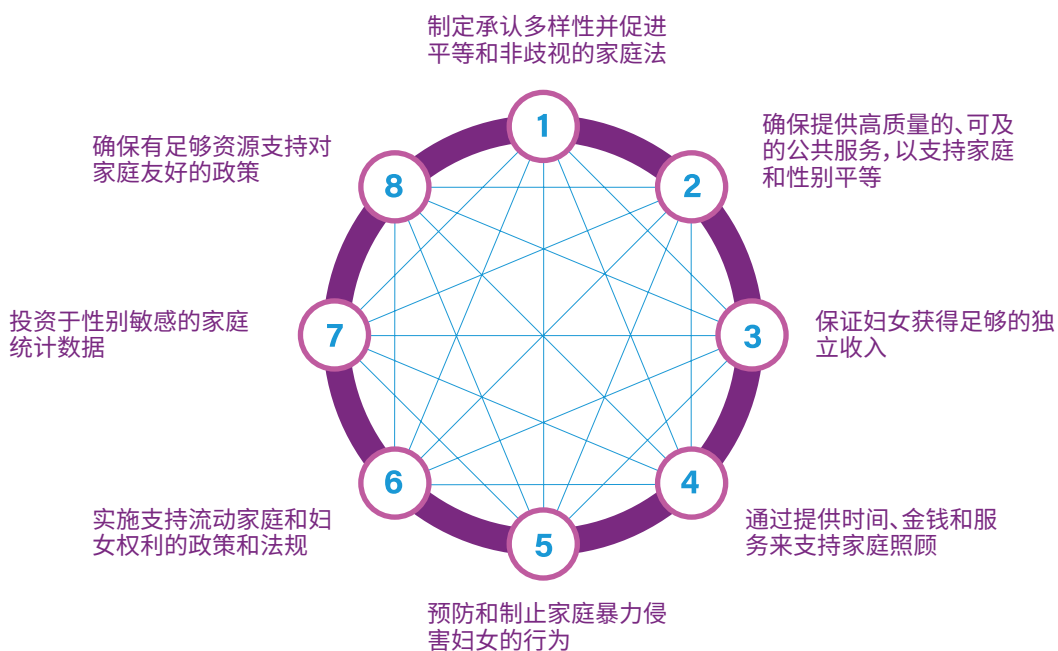 制定承认多样性并促进
平等和非歧视的家庭法
1
确保提供高质量的、可及
的公共服务，以支持家庭
和性别平等
2
保证妇女获得足够的独
立收入
3
通过提供时间、金钱和服
务来支持家庭照顾
4
预防和制止家庭暴力侵
害妇女的行为
5
实施支持流动家庭和妇
女权利的政策和法规
6
投资于性别敏感的家庭
统计数据
7
确保有足够资源支持对
家庭友好的政策
8